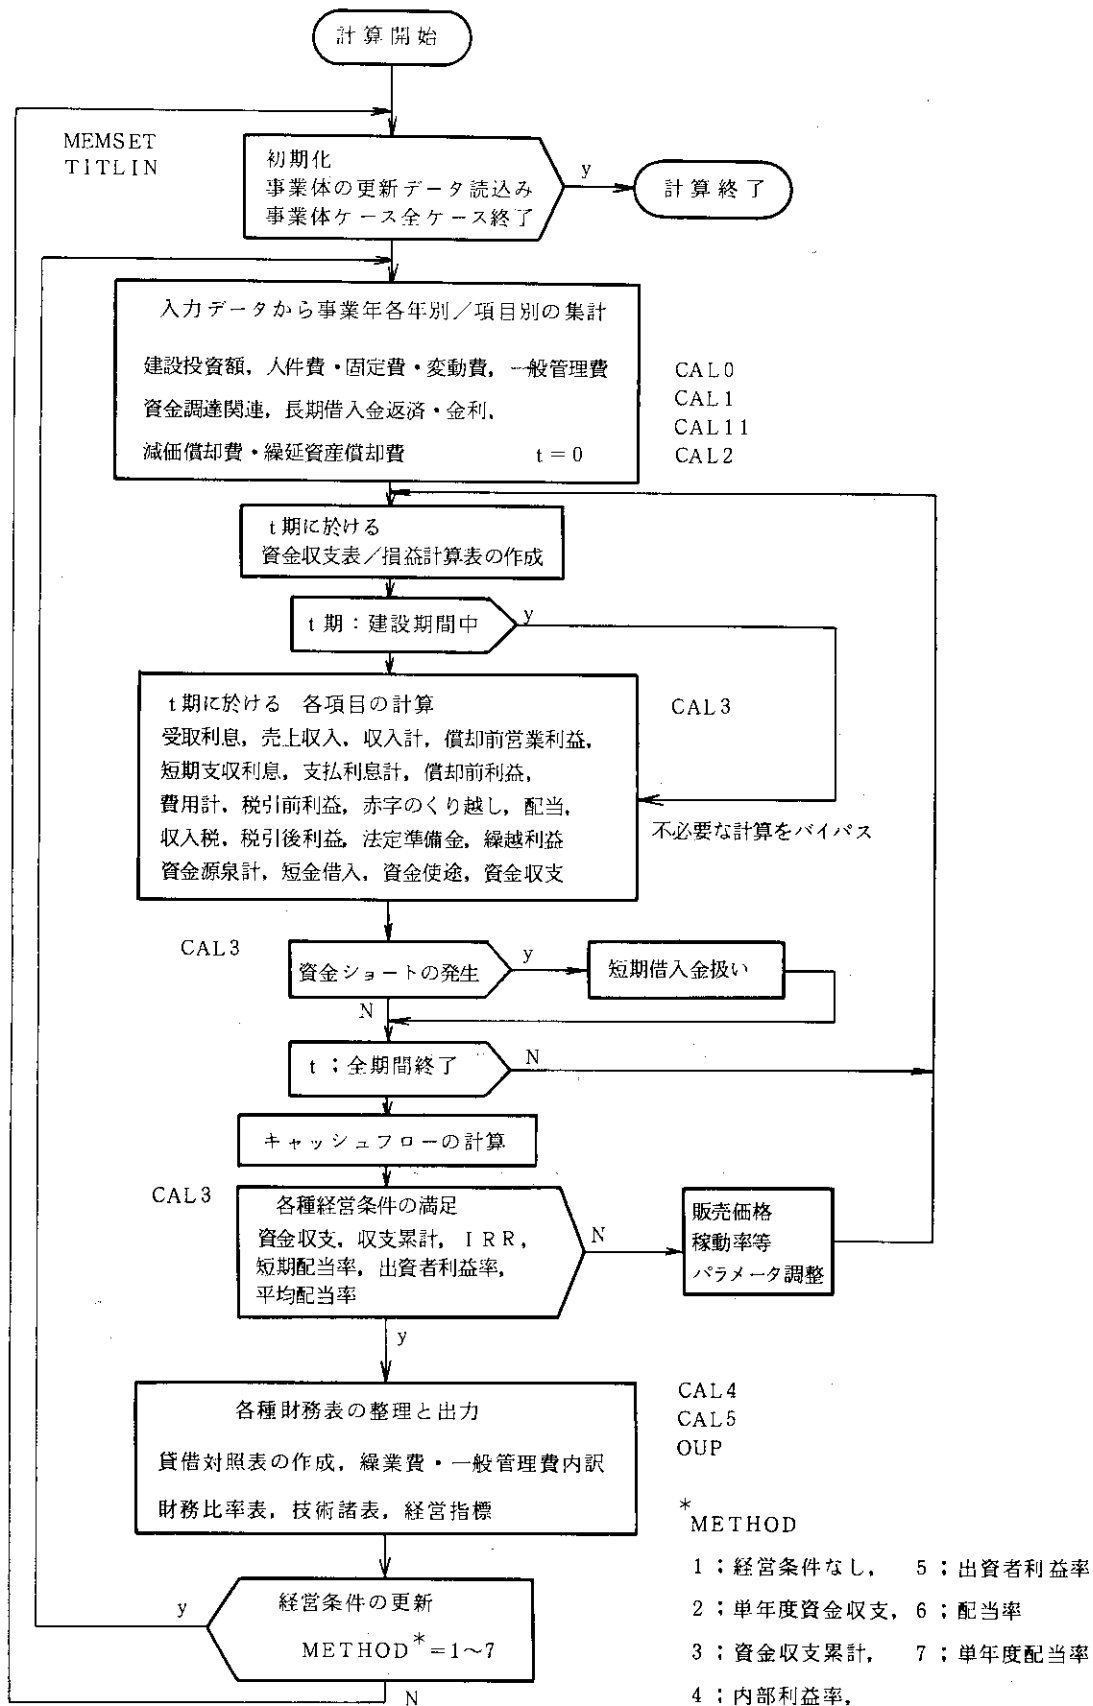 計算開始
MEMSET
TITLIN
初期化
事業体の更新データ読込み
事業体ケース全ケース終了
y
計算終了
入力データから事業年各年別／項目別の集計
建設投資額，人件費・固定費・変動費，一般管理費
資金調達関連，長期借入金返済・金利，
減価償却費・繰延資産償却費 t＝0
CAL0
CAL1
CAL11
CAL2
t期に於ける
資金収支表／損益計算表の作成
t期：建設期間中
y
t期に於ける 各項目の計算
受取利息，売上収入，収入計，償却前営業利益，
短期支収利息，支払利息計，償却前利益，
費用計，税引前利益，赤字のくり越し，配当，
収入税，税引後利益，法定準備金，繰越利益
資金源泉計，短金借入，資金使途，資金収支
CAL3
不必要な計算をバイパス
CAL3
資金ショートの発生
y
短期借入金扱い
N
t；全期間終了
N
キャッシュフローの計算
CAL3
各種経営条件の満足
資金収支，収支累計，IRR，
短期配当率，出資者利益率，
平均配当率
N
販売価格
稼動率等
パラメータ調整
y
各種財務表の整理と出力
貸借対照表の作成，繰業費・一般管理費内訳
財務比率表，技術諸表，経営指標
CAL4
CAL5
OUP
y
経営条件の更新
METHOD*＝1～7
N
*METHOD
1；経営条件なし， 5；出資者利益率
2；単年度資金収支， 6；配当率
3；資金収支累計， 7；単年度配当率
4；内部利益率，